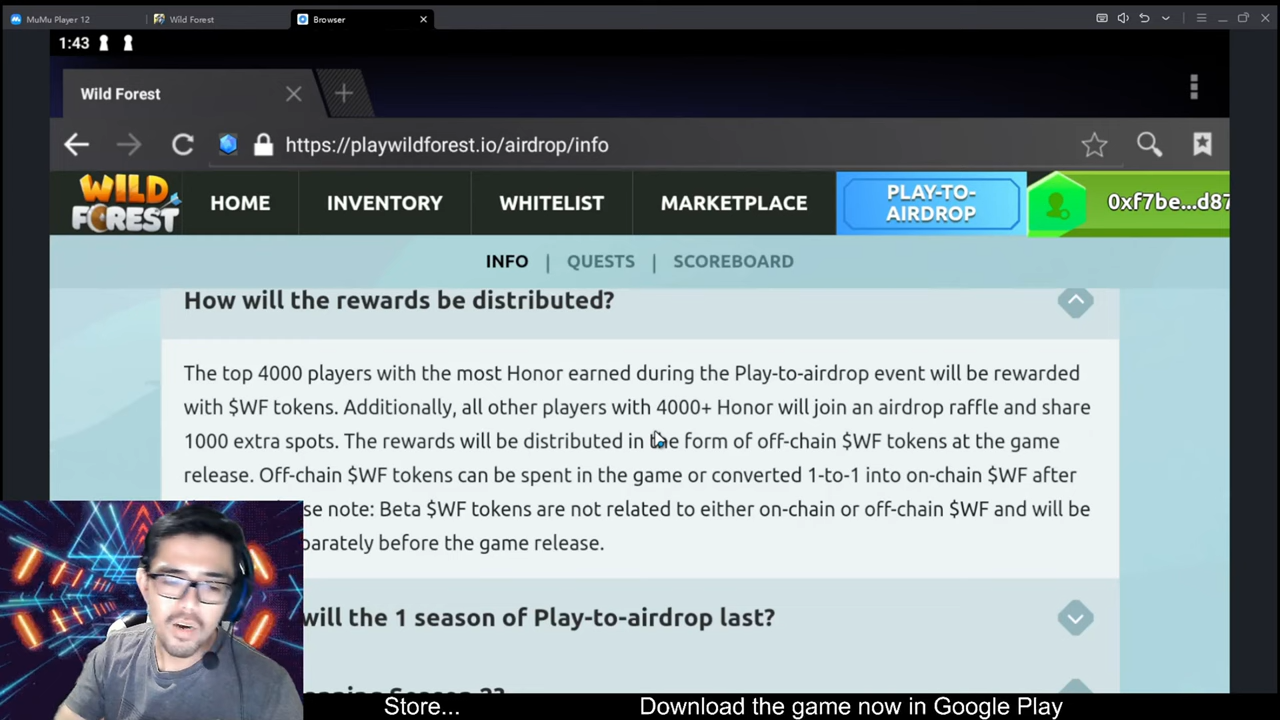 MuMu Player 12
Wild Forest
Browser
1:43
Wild Forest
https://playwildforest.io/airdrop/info
WILD FOREST
HOME
INVENTORY
WHITELIST
MARKETPLACE
PLAY-TO-
AIRDROP
0xf7be...d87
INFO | QUESTS | SCOREBOARD
How will the rewards be distributed?
The top 4000 players with the most Honor earned during the Play-to-airdrop event will be rewarded
with $WF tokens. Additionally, all other players with 4000+ Honor will join an airdrop raffle and share
1000 extra spots. The rewards will be distributed in the form of off-chain $WF tokens at the game
release. Off-chain $WF tokens can be spent in the game or converted 1-to-1 into on-chain $WF after
se note: Beta $WF tokens are not related to either on-chain or off-chain $WF and will be
parately before the game release.
will the 1 season of Play-to-airdrop last?
Store... Download the game now in Google Play